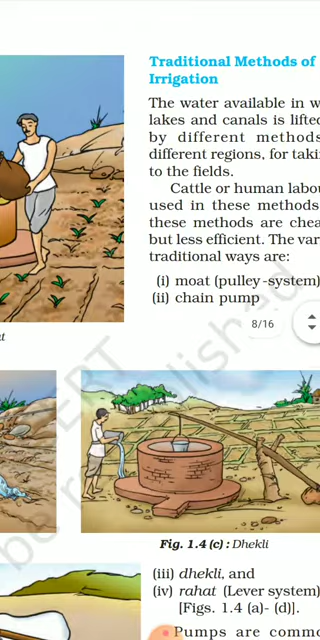 Traditional Methods of
Irrigation
The water available in w
lakes and canals is lifted
by different methods
different regions, for takin
to the fields.
Cattle or human labou
used in these methods
these methods are chea
but less efficient. The var
traditional ways are:
(i) moat (pulley-system)
(ii) chain pump
8/16
t
Fig. 1.4 (c) : Dhekli
(iii) dhekli, and
(iv) rahat (Lever system)
[Figs. 1.4 (a)- (d)].
Pumps are commo